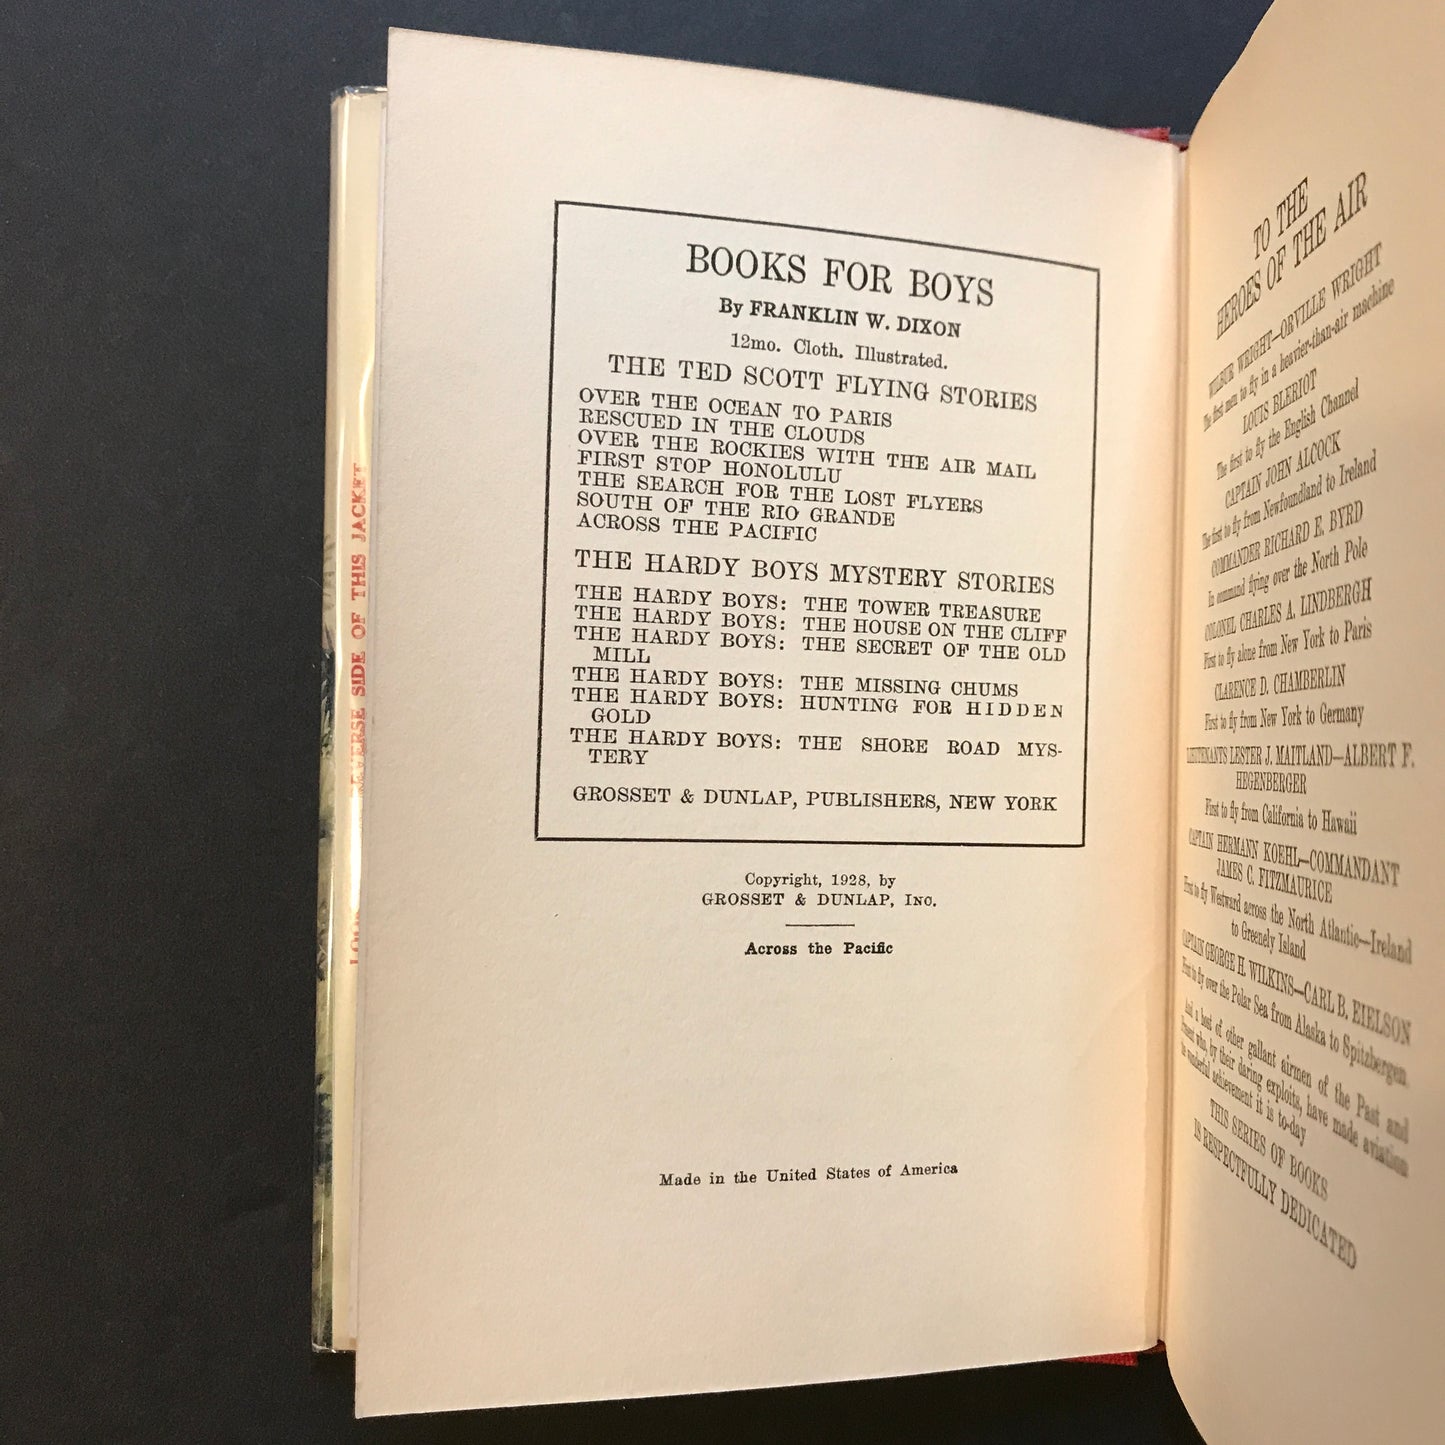 BOOKS FOR BOYS
By FRANKLIN W. DIXON
12mo. Cloth. Illustrated.
THE TED SCOTT FLYING STORIES
OVER THE OCEAN TO PARIS
RESCUED IN THE CLOUDS
OVER THE ROCKIES WITH THE AIR MAIL
FIRST STOP HONOLULU
THE SEARCH FOR THE LOST FLYERS
SOUTH OF THE RIO GRANDE
ACROSS THE PACIFIC
THE HARDY BOYS MYSTERY STORIES
THE HARDY BOYS: THE TOWER TREASURE
THE HARDY BOYS: THE HOUSE ON THE CLIFF
THE HARDY BOYS: THE SECRET OF THE OLD
MILL
THE HARDY BOYS: THE MISSING CHUMS
THE HARDY BOYS: HUNTING FOR HIDDEN
GOLD
THE HARDY BOYS: THE SHORE ROAD MYS-
TERY
GROSSET & DUNLAP, PUBLISHERS, NEW YORK
Copyright, 1928, by
GROSSET & DUNLAP, INC.
Across the Pacific
Made in the United States of America
SIDE OF THIS JACKET
TO THE
HEROES OF THE AIR
WILBUR WRIGHT—ORVILLE WRIGHT
The first men to fly in a heavier-than-air machine
LOUIS BLERIOT
The first to fly the English Channel
CAPTAIN JOHN ALCOCK
The first to fly from Newfoundland to Ireland
COMMANDER RICHARD E. BYRD
In command flying over the North Pole
COLONEL CHARLES A. LINDBERGH
First to fly alone from New York to Paris
CLARENCE D. CHAMBERLIN
First to fly from New York to Germany
LIEUTENANTS LESTER J. MAITLAND—ALBERT F.
HEGENBERGER
First to fly from California to Hawaii
CAPTAIN HERMANN KOEHL—COMMANDANT
JAMES C. FITZMAURICE
First to fly Westward across the North Atlantic—Ireland
to Greenely Island
CAPTAIN GEORGE H. WILKINS—CARL B. EIELSON
First to fly over the Polar Sea from Alaska to Spitzbergen
And a host of other gallant airmen of the Past and
Present who, by their daring exploits, have made aviation
the wonderful achievement it is to-day
THIS SERIES OF BOOKS
IS RESPECTFULLY DEDICATED